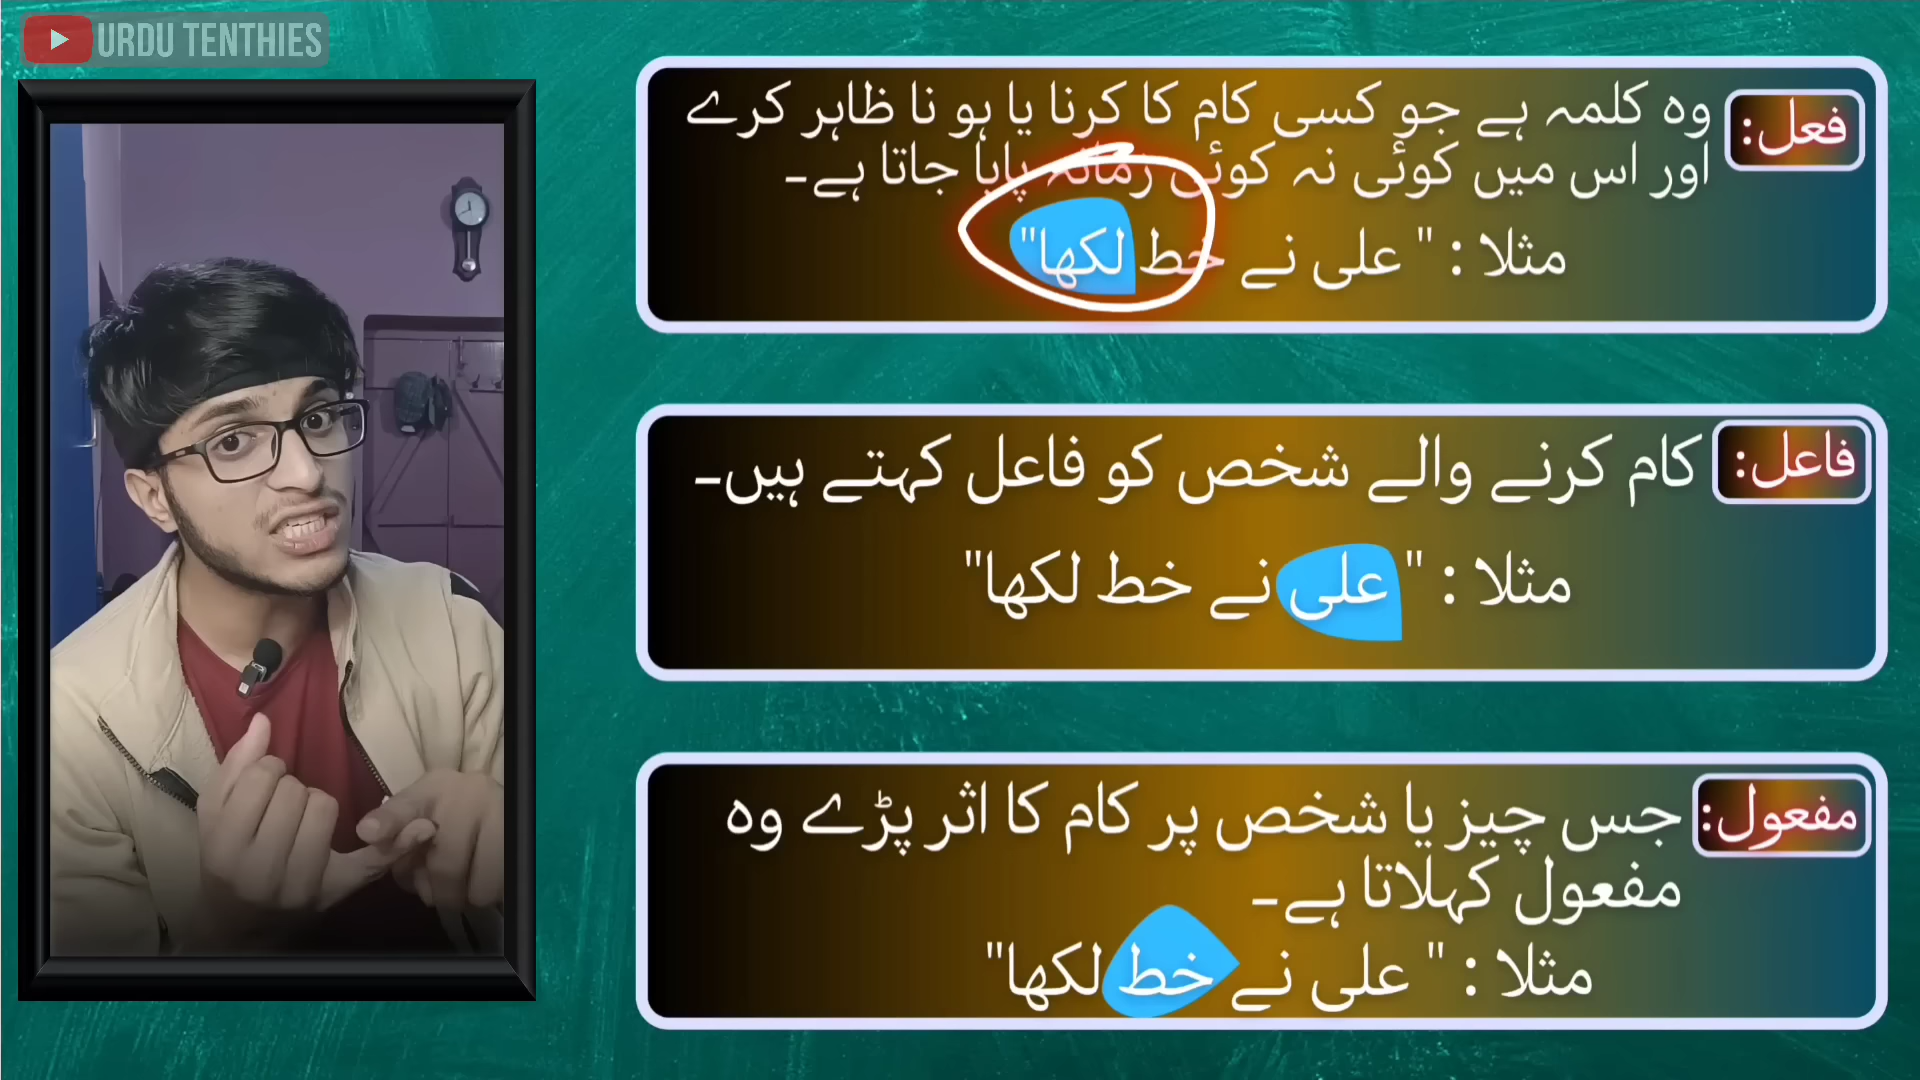 URDU TENTHIES
فعل:
وہ کلمہ ہے جو کسی کام کا کرنا یا ہو نا ظاہر کرے
اور اس میں کوئی نہ کوئی زمانہ پایا جاتا ہے۔
مثلا : " علی نے خط لکھا"
فاعل:
کام کرنے والے شخص کو فاعل کہتے ہیں۔
مثلا : " علی نے خط لکھا"
مفعول:
جس چیز یا شخص پر کام کا اثر پڑے وہ
مفعول کہلاتا ہے۔
مثلا : " علی نے خط لکھا"